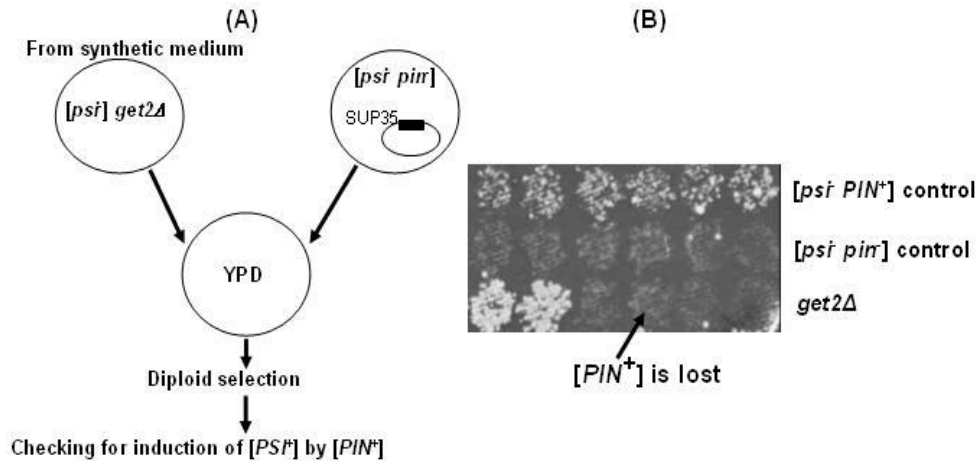 (A)
(B)
From synthetic medium
[psi⁻] get2Δ
[psi⁻ pin⁻]
SUP35
YPD
Diploid selection
Checking for induction of [PSI⁺] by [PIN⁺]
[psi⁻ PIN⁺] control
[psi⁻ pin⁻] control
get2Δ
[PIN⁺] is lost